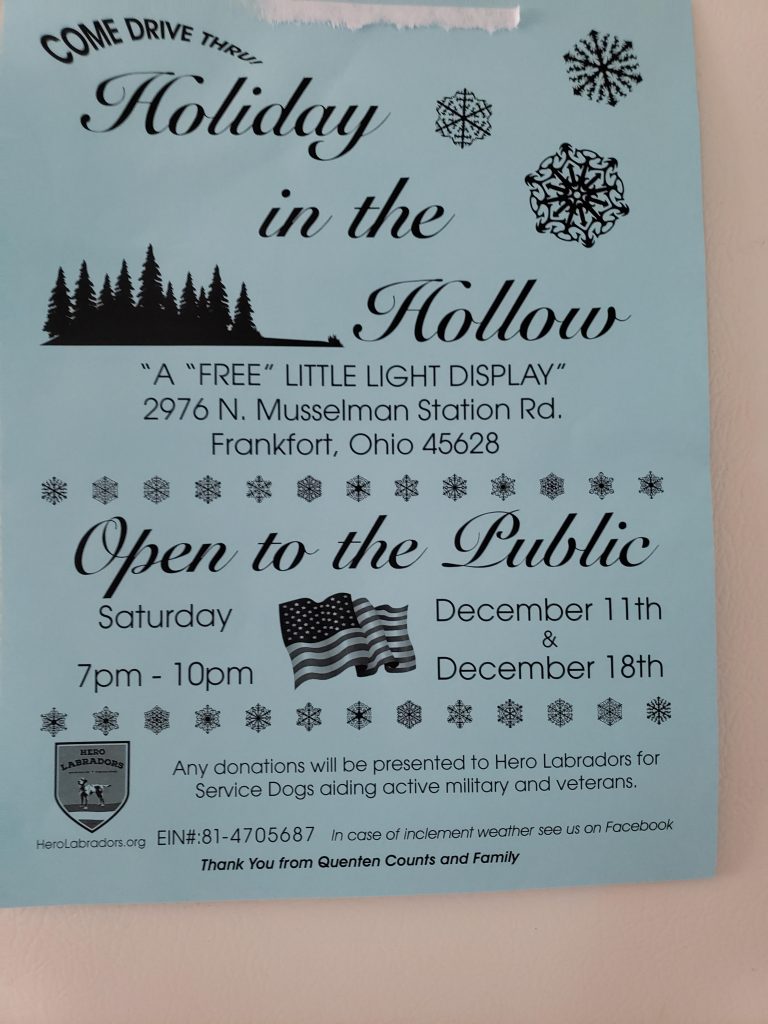 COME DRIVE THRU!
Holiday
in the
Hollow
"A "FREE" LITTLE LIGHT DISPLAY"
2976 N. Musselman Station Rd.
Frankfort, Ohio 45628
Open to the Public
Saturday
7pm - 10pm
December 11th
&
December 18th
HERO
LABRADORS
Any donations will be presented to Hero Labradors for
Service Dogs aiding active military and veterans.
HeroLabradors.org
EIN#:81-4705687
In case of inclement weather see us on Facebook
Thank You from Quenten Counts and Family